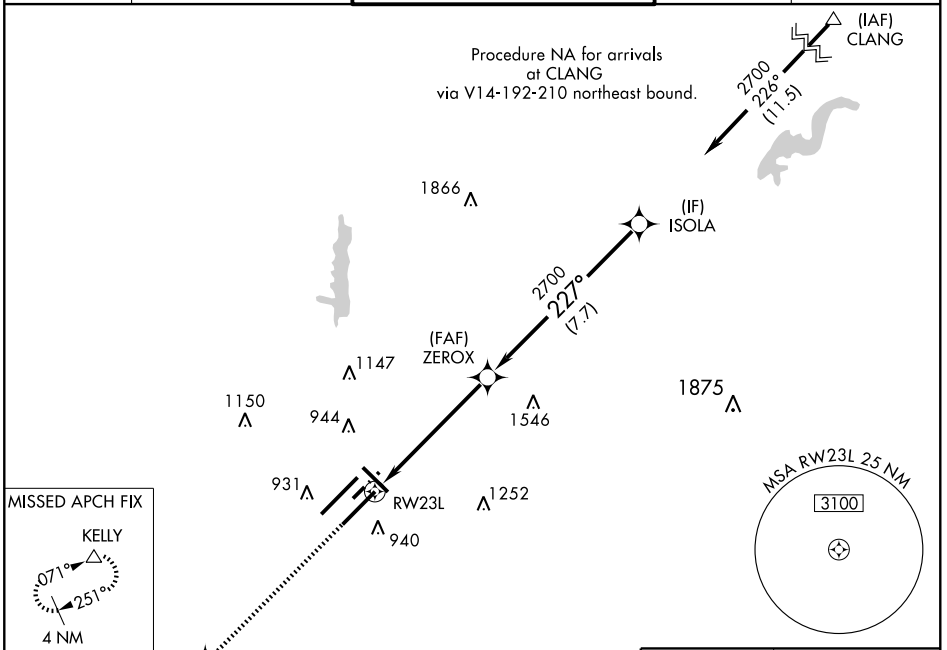 (IAF)
CLANG
Procedure NA for arrivals
at CLANG
via V14-192-210 northeast bound.
2700
226°
(11.5)
1866
(IF)
ISOLA
2700
227°
(7.7)
(FAF)
ZEROX
1147
1150
944
1546
1875
931
RW23L
1252
940
MSA RW23L 25 NM
3100
MISSED APCH FIX
KELLY
071°
251°
4 NM